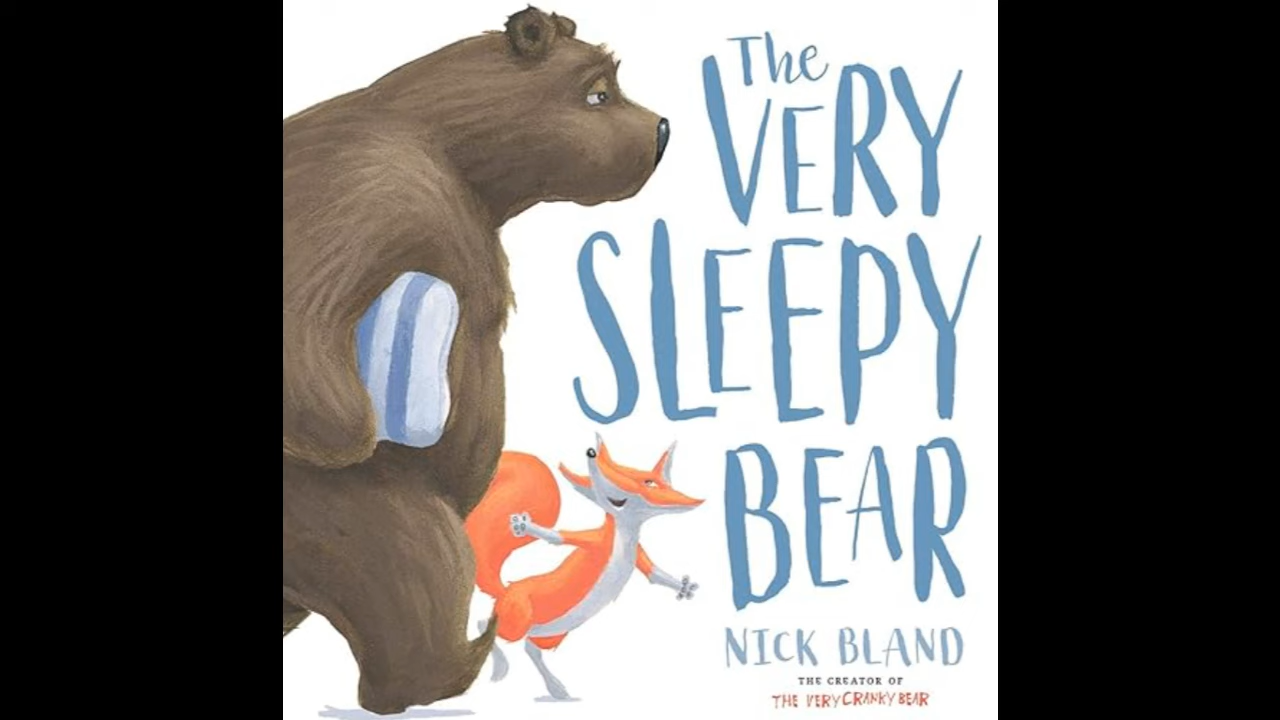 The
VERY
SLEEPY
BEAR
NICK BLAND
THE CREATOR OF
THE VERY CRANKY BEAR